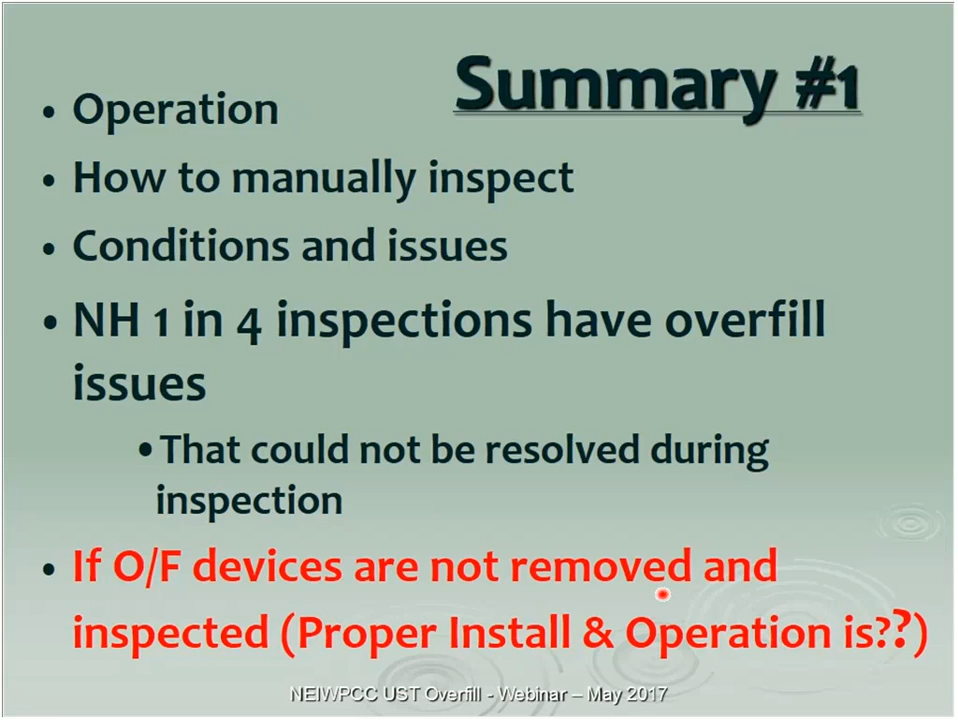 Summary #1
• Operation
• How to manually inspect
• Conditions and issues
• NH 1 in 4 inspections have overfill
issues
•That could not be resolved during
inspection
• If O/F devices are not removed and
inspected (Proper Install & Operation is??)
NEIWPCC UST Overfill - Webinar – May 2017